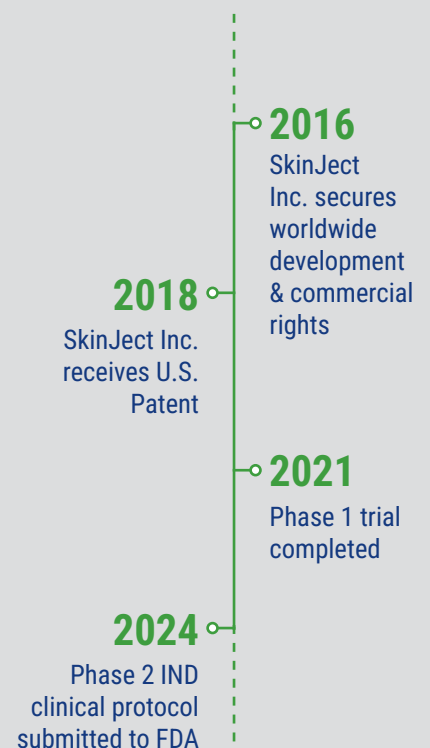 2016
SkinJect
Inc. secures
worldwide
development
& commercial
rights
2018
SkinJect Inc.
receives U.S.
Patent
2021
Phase 1 trial
completed
2024
Phase 2 IND
clinical protocol
submitted to FDA